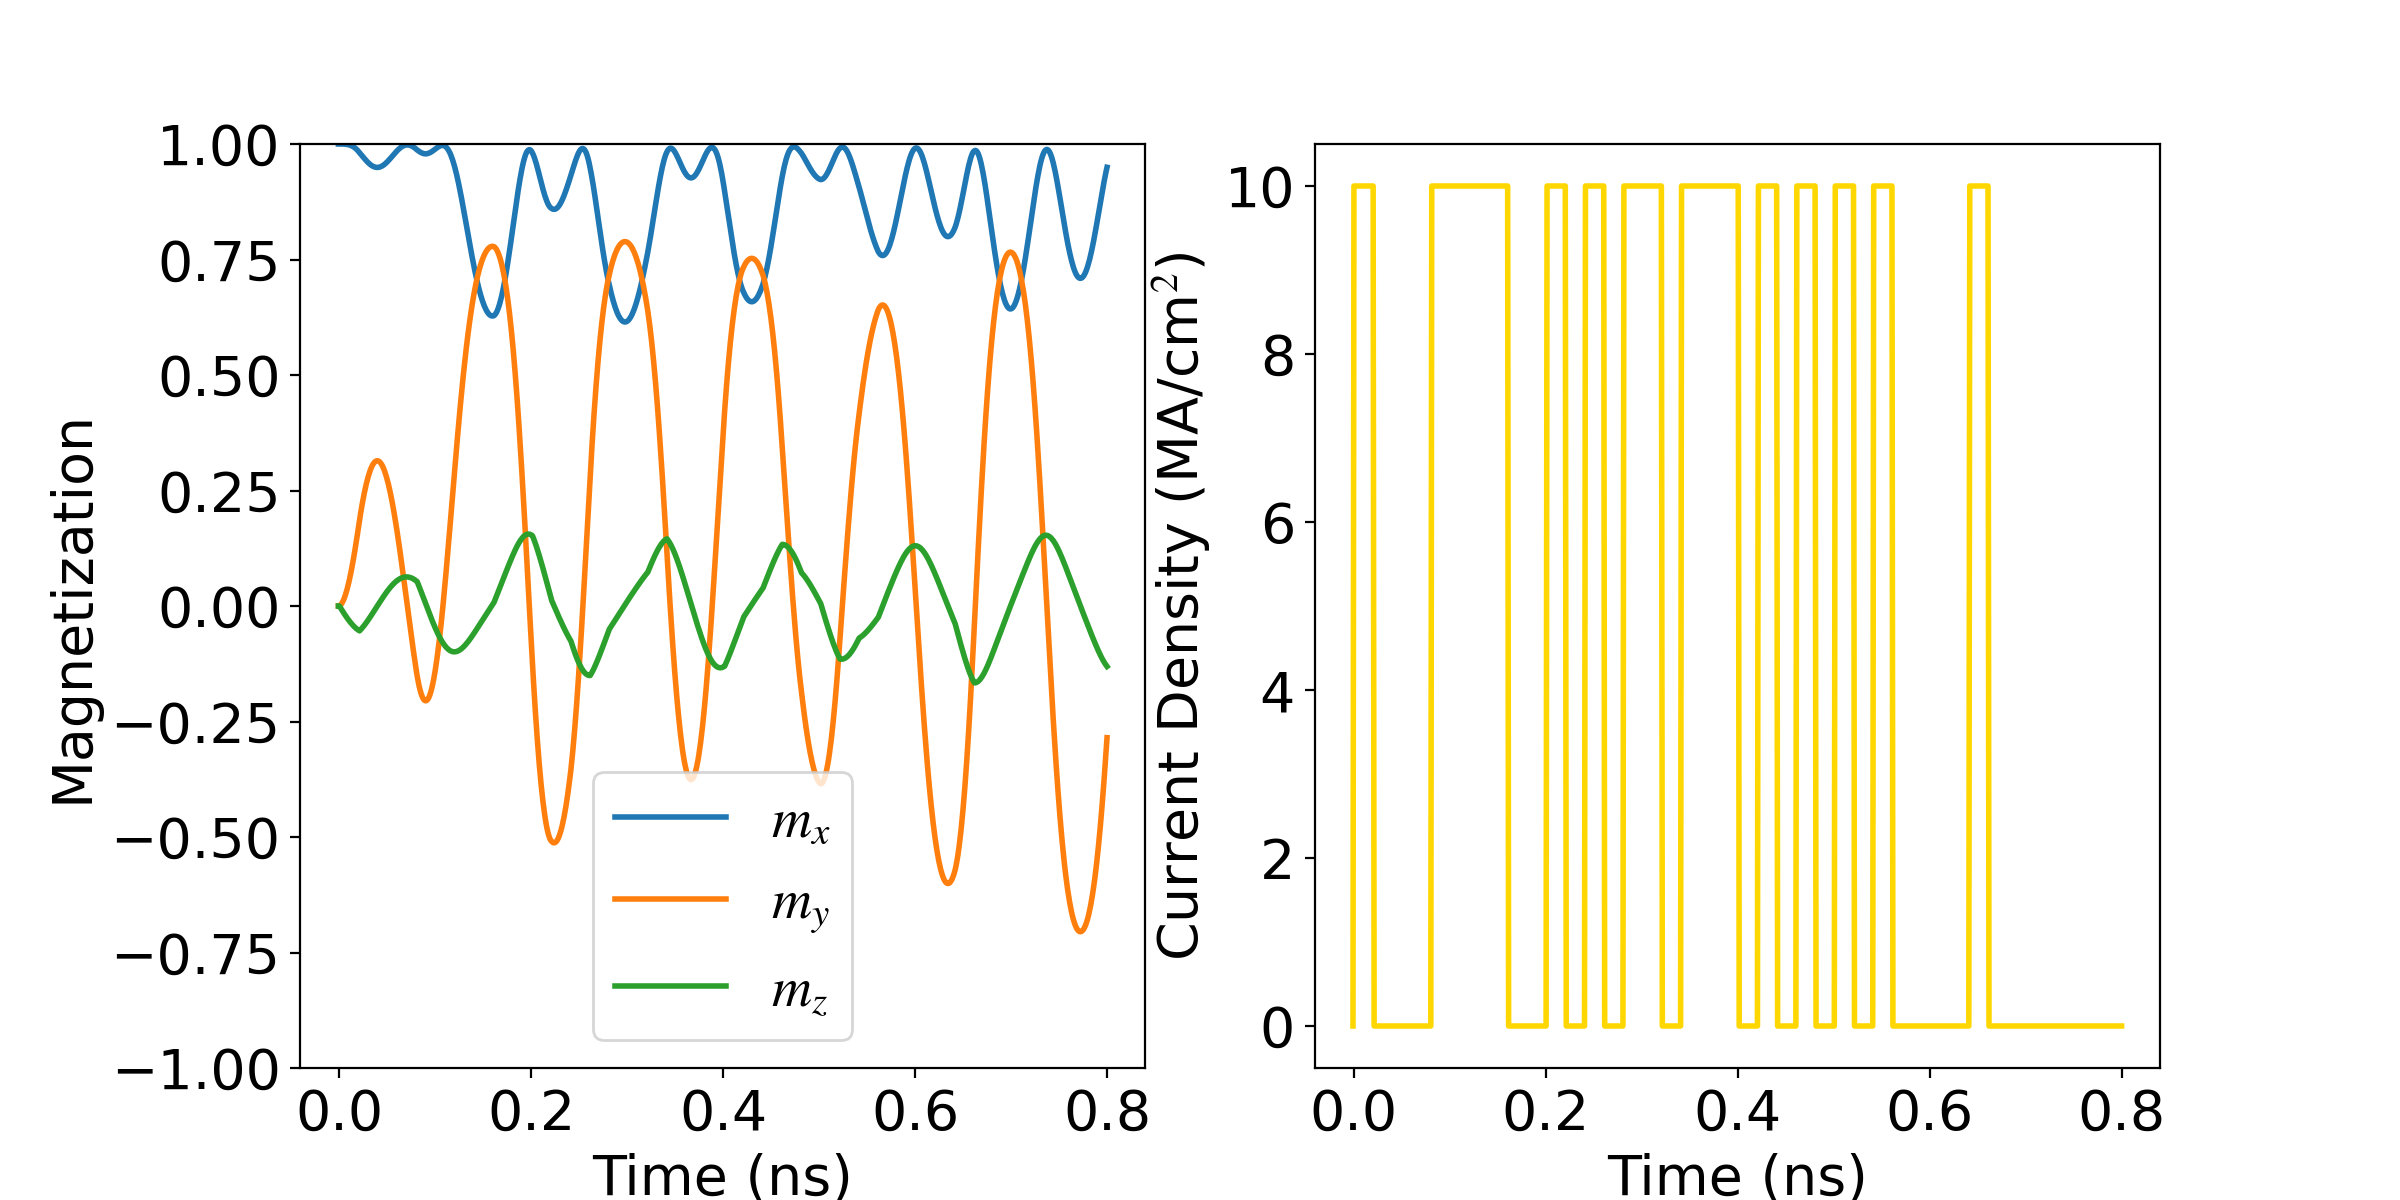 Magnetization
1.00
0.75
0.50
0.25
0.00
−0.25
−0.50
−0.75
−1.00
0.0 0.2 0.4 0.6 0.8
Time (ns)
m_x
m_y
m_z
Current Density (MA/cm²)
10
8
6
4
2
0
0.0 0.2 0.4 0.6 0.8
Time (ns)